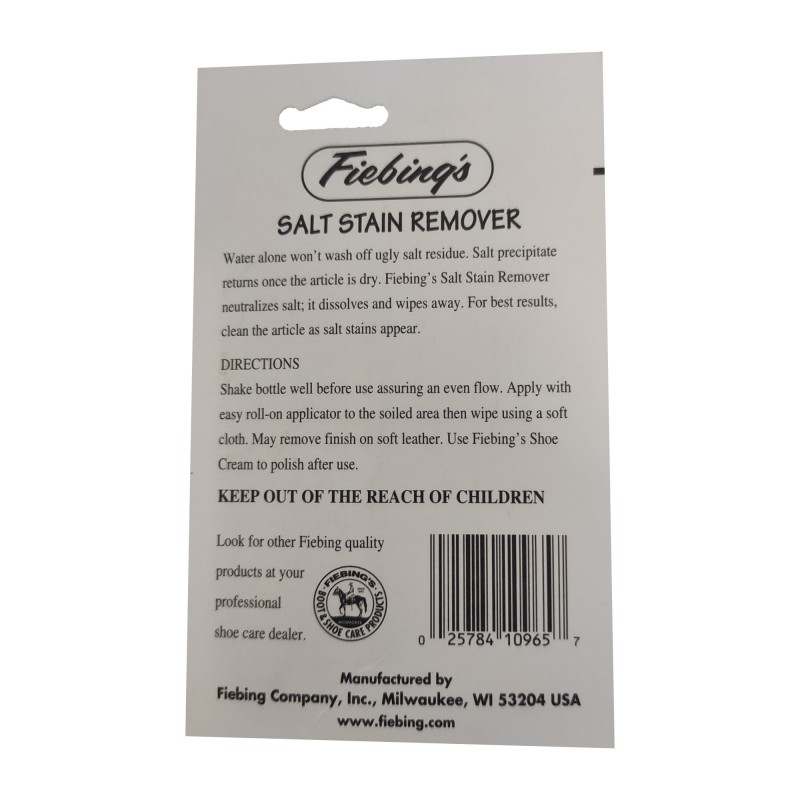 Fiebing's
SALT STAIN REMOVER
Water alone won't wash off ugly salt residue. Salt precipitate
returns once the article is dry. Fiebing's Salt Stain Remover
neutralizes salt; it dissolves and wipes away. For best results,
clean the article as salt stains appear.
DIRECTIONS
Shake bottle well before use assuring an even flow. Apply with
easy roll-on applicator to the soiled area then wipe using a soft
cloth. May remove finish on soft leather. Use Fiebing's Shoe
Cream to polish after use.
KEEP OUT OF THE REACH OF CHILDREN
Look for other Fiebing quality
products at your
professional
shoe care dealer.
FIEBING'S
BOOT & SHOE CARE PRODUCTS
0 25784 10965 7
Manufactured by
Fiebing Company, Inc., Milwaukee, WI 53204 USA
www.fiebing.com